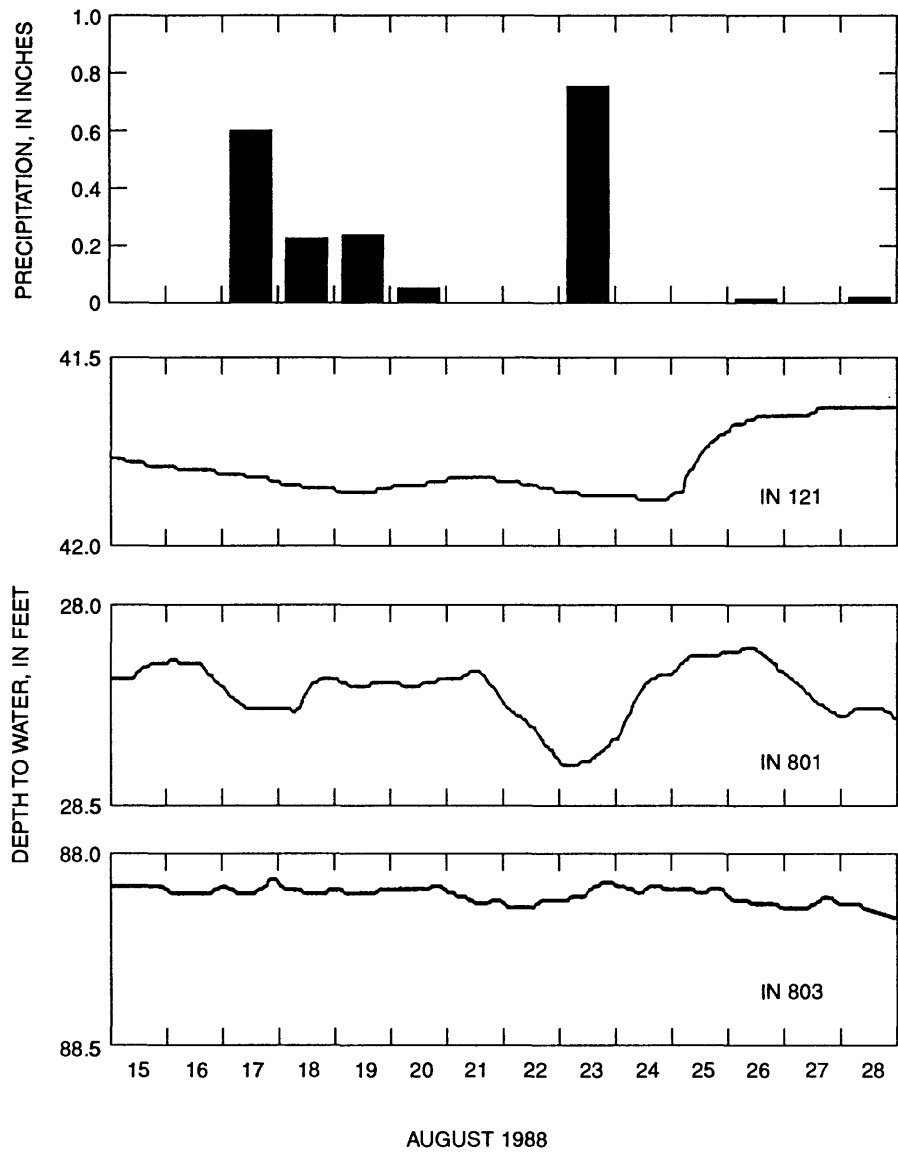 PRECIPITATION, IN INCHES
1.0
0.8
0.6
0.4
0.2
0
DEPTH TO WATER, IN FEET
41.5
42.0
IN 121
28.0
28.5
IN 801
88.0
88.5
IN 803
15 16 17 18 19 20 21 22 23 24 25 26 27 28
AUGUST 1988